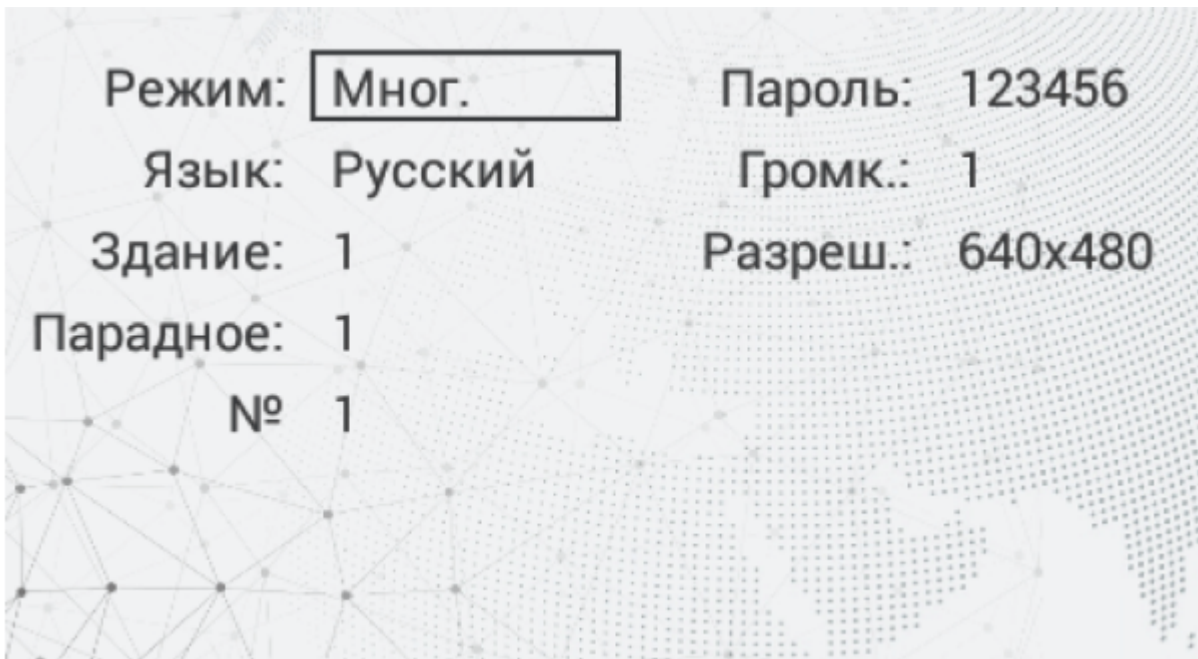 Режим: Мног.
Язык: Русский
Здание: 1
Парадное: 1
№ 1
Пароль: 123456
Громк.: 1
Разреш.: 640x480